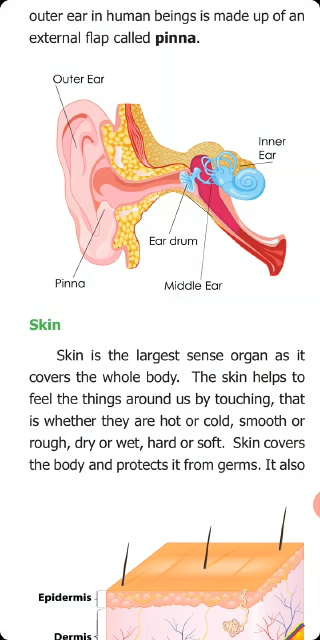 outer ear in human beings is made up of an
external flap called pinna.
Outer Ear
Inner
Ear
Ear drum
Pinna
Middle Ear
Skin
Skin is the largest sense organ as it
covers the whole body. The skin helps to
feel the things around us by touching, that
is whether they are hot or cold, smooth or
rough, dry or wet, hard or soft. Skin covers
the body and protects it from germs. It also
Epidermis
Dermis